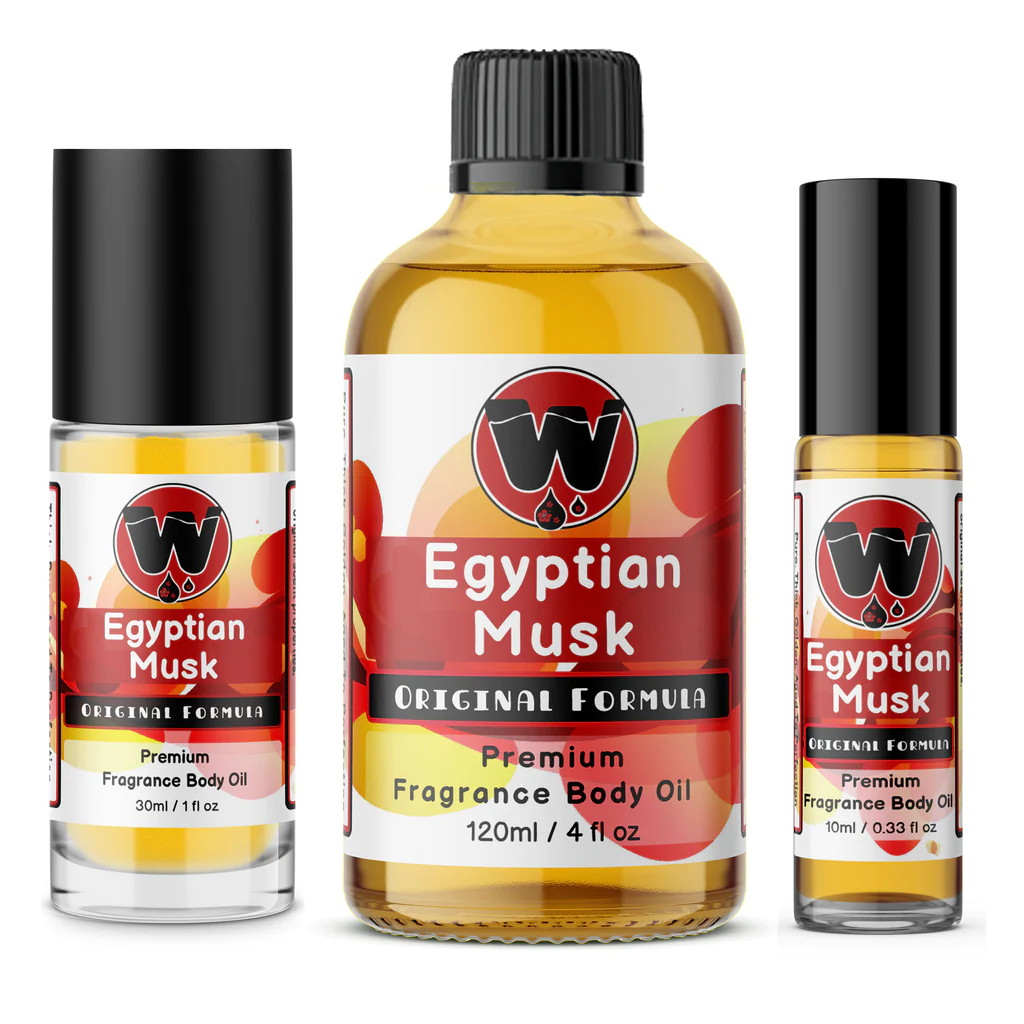 W
Egyptian
Musk
ORIGINAL FORMULA
Premium
Fragrance Body Oil
30ml / 1 fl oz
W
Egyptian
Musk
ORIGINAL FORMULA
Premium
Fragrance Body Oil
120ml / 4 fl oz
W
Egyptian
Musk
ORIGINAL FORMULA
Premium
Fragrance Body Oil
10ml / 0.33 fl oz